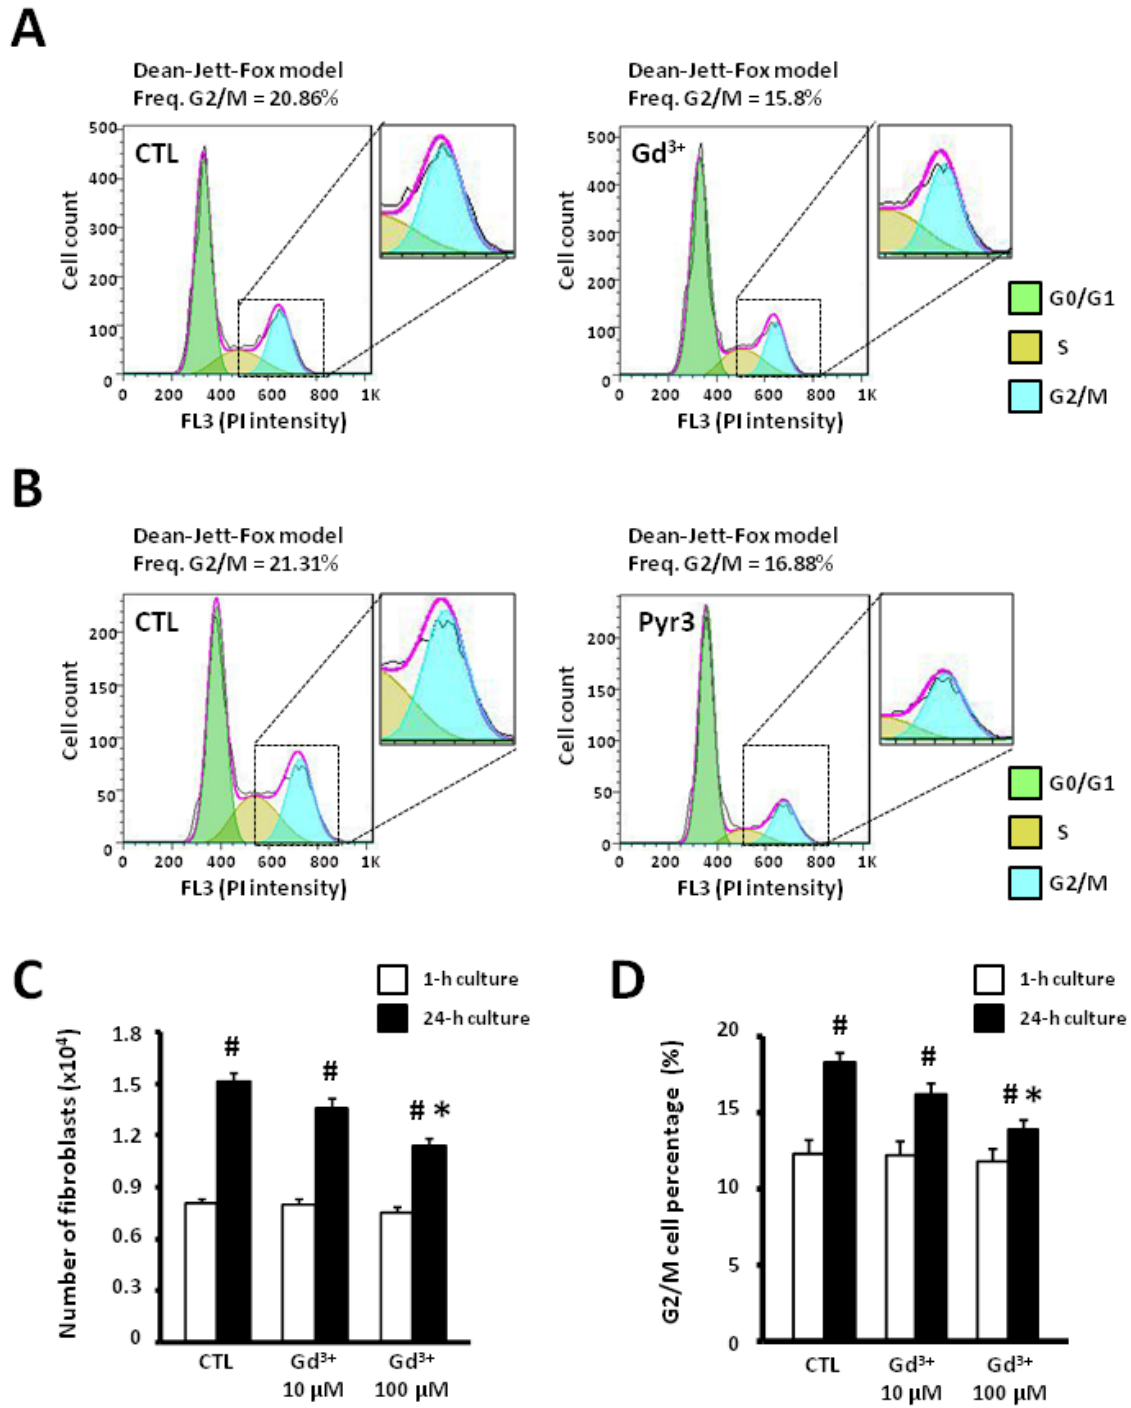 A
Dean-Jett-Fox model
Freq. G2/M = 20.86%
CTL
500
400
300
200
100
0
Cell count
0 200 400 600 800 1K
FL3 (PI intensity)
Dean-Jett-Fox model
Freq. G2/M = 15.8%
Gd³⁺
500
400
300
200
100
0
Cell count
0 200 400 600 800 1K
FL3 (PI intensity)
G0/G1
S
G2/M
B
Dean-Jett-Fox model
Freq. G2/M = 21.31%
CTL
200
150
100
50
0
Cell count
0 200 400 600 800 1K
FL3 (PI intensity)
Dean-Jett-Fox model
Freq. G2/M = 16.88%
Pyr3
200
150
100
50
0
Cell count
0 200 400 600 800 1K
FL3 (PI intensity)
G0/G1
S
G2/M
C
1-h culture
24-h culture
Number of fibroblasts (x10⁴)
1.8
1.5
1.2
0.9
0.6
0.3
0
#
#
# *
CTL
Gd³⁺
10 μM
Gd³⁺
100 μM
D
1-h culture
24-h culture
G2/M cell percentage (%)
20
15
10
5
0
#
#
# *
CTL
Gd³⁺
10 μM
Gd³⁺
100 μM